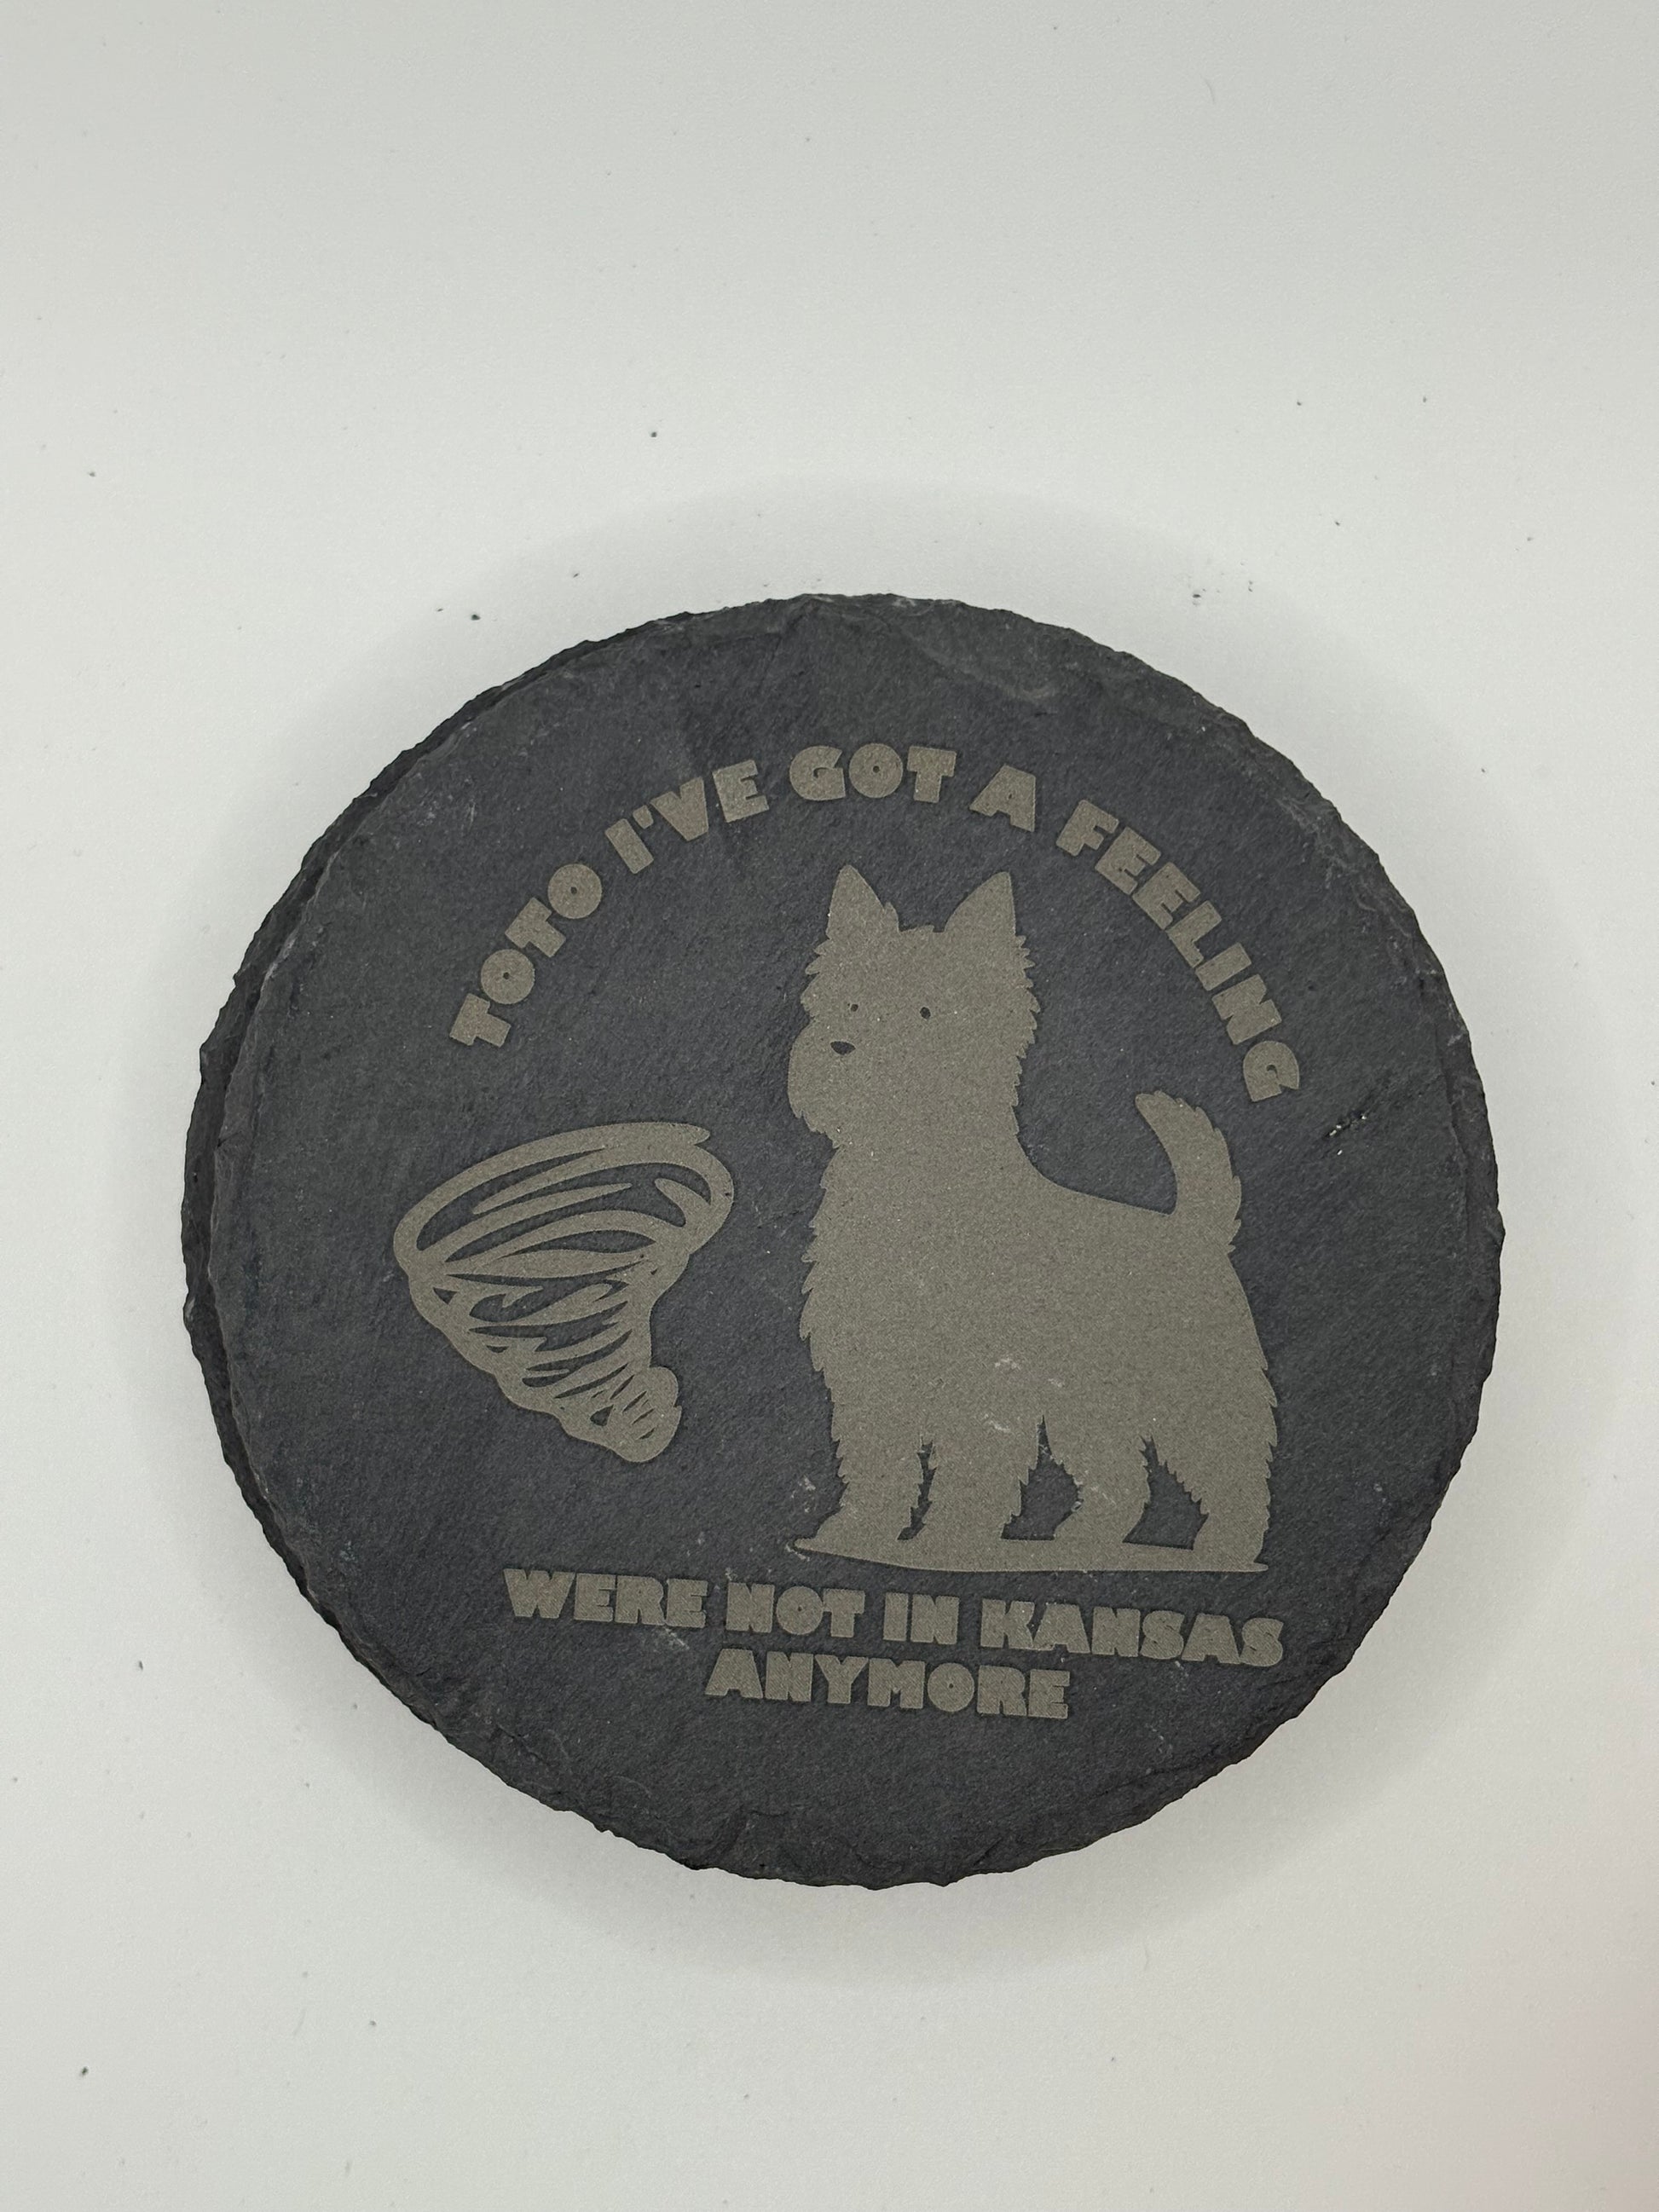 TOTO I'VE GOT A FEELING
WERE NOT IN KANSAS
ANYMORE